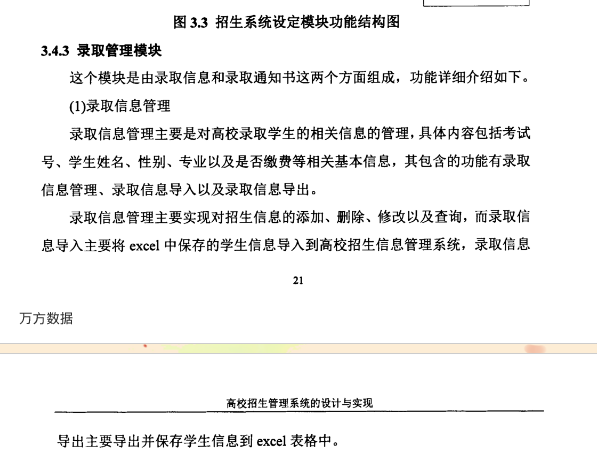 图 3.3 招生系统设定模块功能结构图
3.4.3 录取管理模块
这个模块是由录取信息和录取通知书这两个方面组成，功能详细介绍如下。
(1)录取信息管理
录取信息管理主要是对高校录取学生的相关信息的管理，具体内容包括考试
号、学生姓名、性别、专业以及是否缴费等相关基本信息，其包含的功能有录取
信息管理、录取信息导入以及录取信息导出。
录取信息管理主要实现对招生信息的添加、删除、修改以及查询，而录取信
息导入主要将 excel 中保存的学生信息导入到高校招生信息管理系统，录取信息
21
万方数据
高校招生管理系统的设计与实现
导出主要导出并保存学生信息到 excel 表格中。